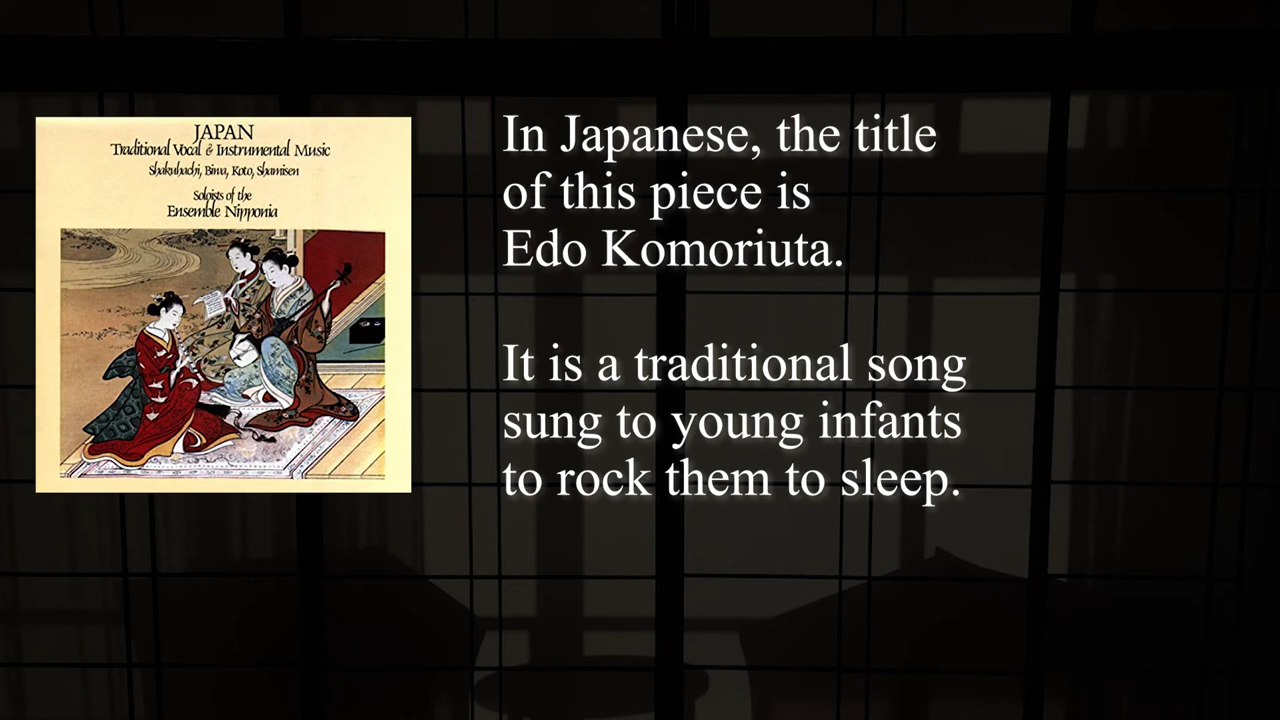 JAPAN
Traditional Vocal & Instrumental Music
Shakuhachi, Biwa, Koto, Shamisen
Soloists of the
Ensemble Nipponia
In Japanese, the title
of this piece is
Edo Komoriuta.
It is a traditional song
sung to young infants
to rock them to sleep.